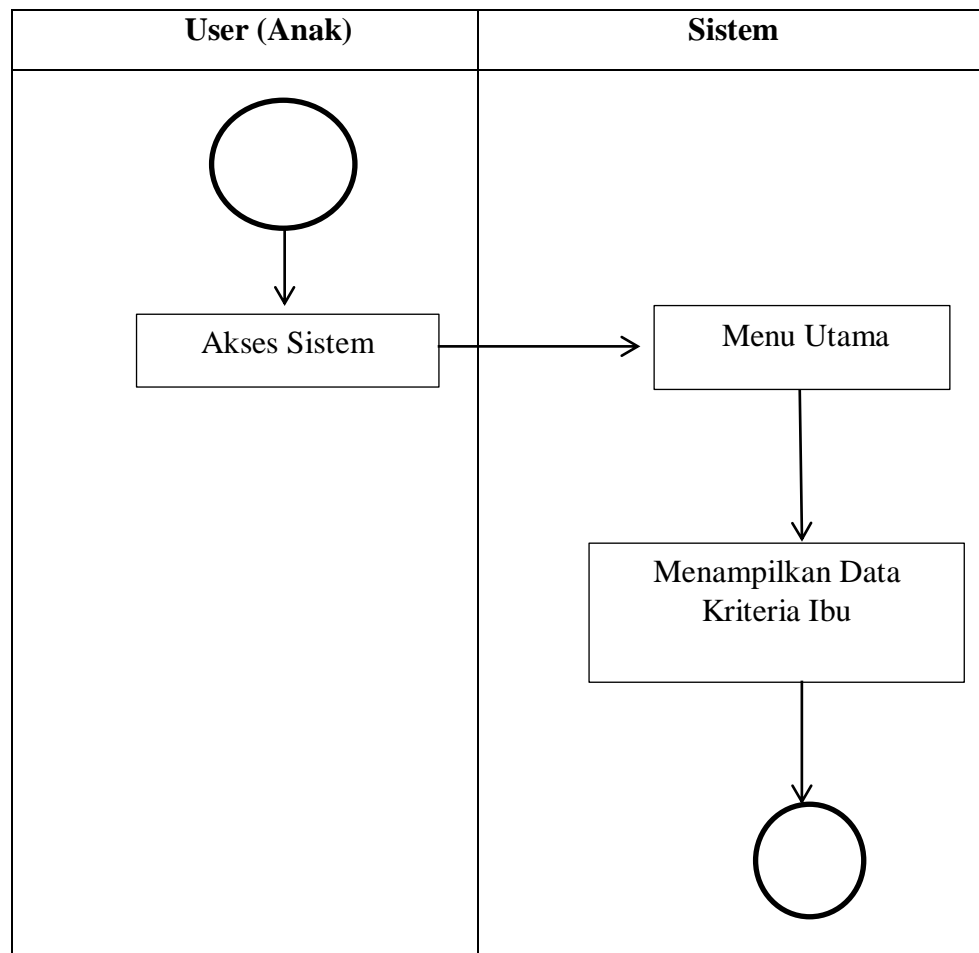 User (Anak)
Sistem
Akses Sistem
Menu Utama
Menampilkan Data
Kriteria Ibu